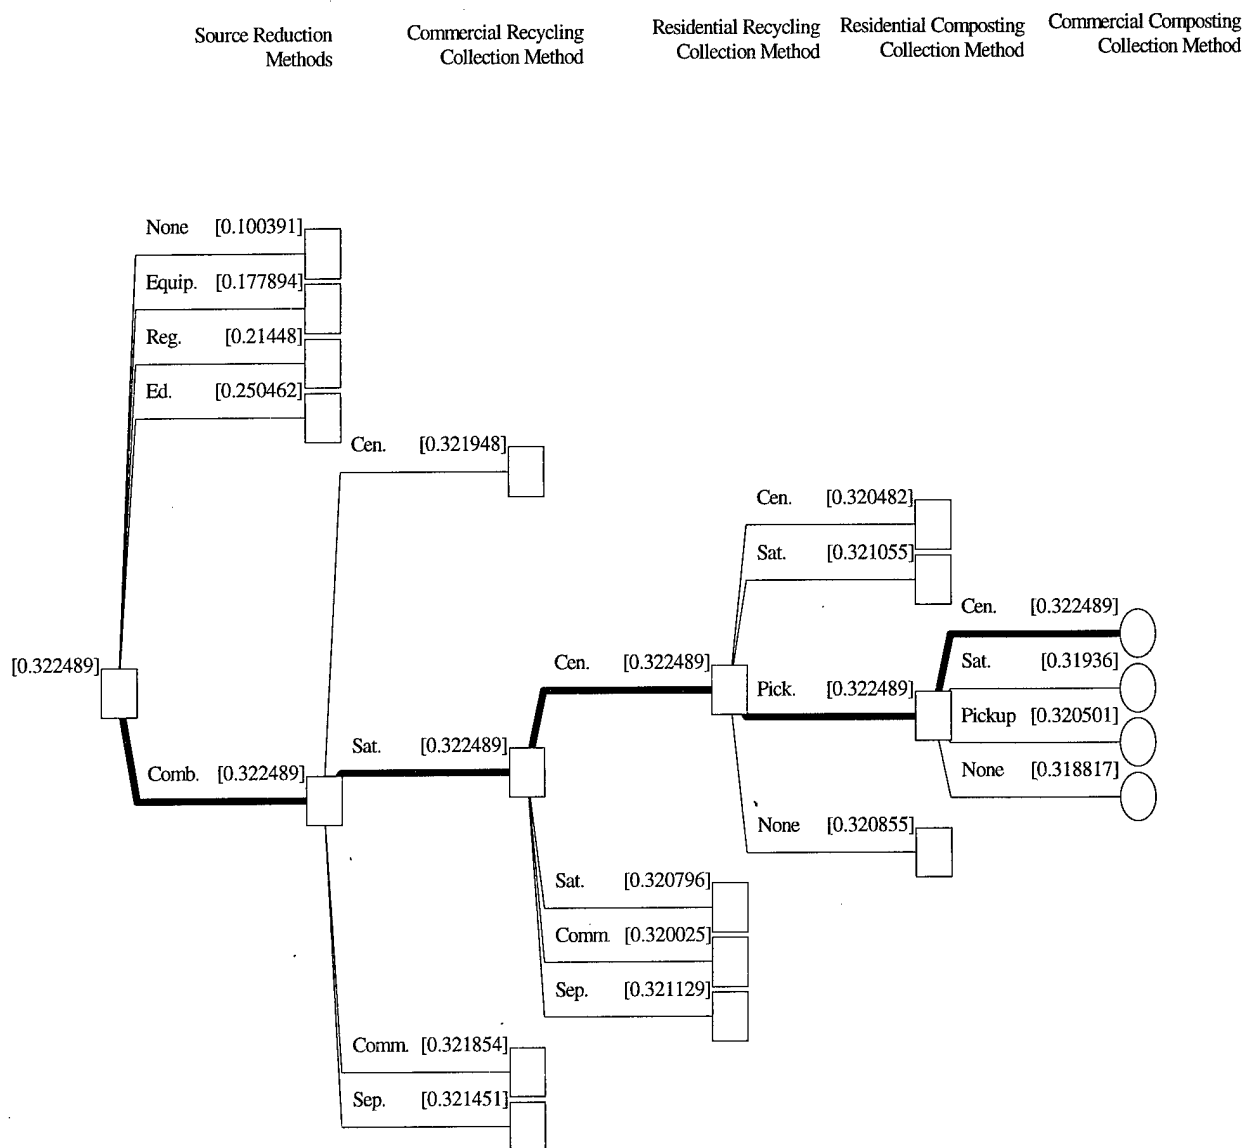 Source Reduction
Methods
Commercial Recycling
Collection Method
Residential Recycling
Collection Method
Residential Composting
Collection Method
Commercial Composting
Collection Method
None [0.100391]
Equip. [0.177894]
Reg. [0.21448]
Ed. [0.250462]
Cen. [0.321948]
Cen. [0.320482]
Sat. [0.321055]
Cen. [0.322489]
[0.322489]
Cen. [0.322489]
Sat. [0.31936]
Pick. [0.322489]
Pickup [0.320501]
Sat. [0.322489]
Comb. [0.322489]
None [0.318817]
None [0.320855]
Sat. [0.320796]
Comm [0.320025]
Sep. [0.321129]
Comm. [0.321854]
Sep. [0.321451]